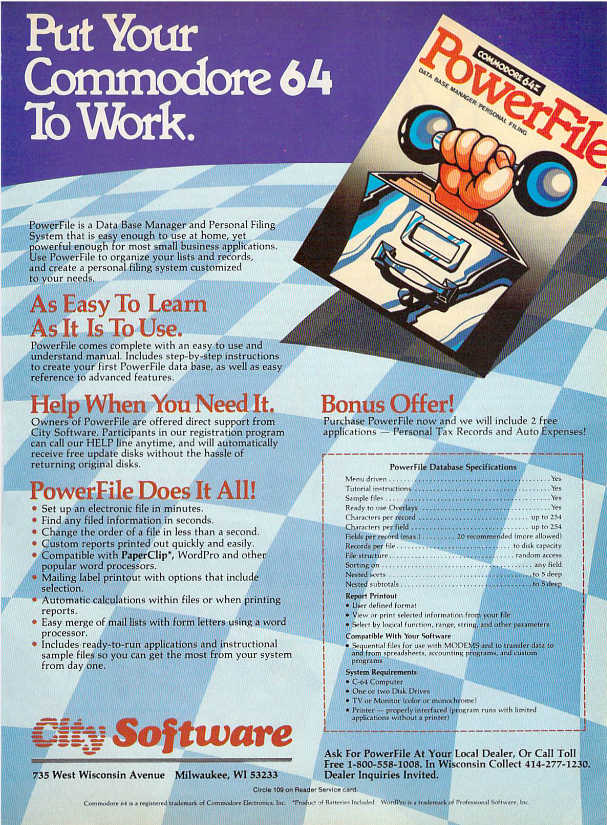 Put Your
Commodore 64
To Work.
COMMODORE 64™
PowerFile
DATA BASE MANAGER/PERSONAL FILING
PowerFile is a Data Base Manager and Personal Filing
System that is easy enough to use at home, yet
powerful enough for most small business applications.
Use PowerFile to organize your lists and records,
and create a personal filing system customized
to your needs.
As Easy To Learn
As It Is To Use.
PowerFile comes complete with an easy to use and
understand manual. Includes step-by-step instructions
to create your first PowerFile data base, as well as easy
reference to advanced features.
Help When You Need It.
Owners of PowerFile are offered direct support from
City Software. Participants in our registration program
can call our HELP line anytime, and will automatically
receive free update disks without the hassle of
returning original disks.
PowerFile Does It All!
• Set up an electronic file in minutes.
• Find any filed information in seconds.
• Change the order of a file in less than a second.
• Custom reports printed out quickly and easily.
• Compatible with PaperClip*, WordPro and other
popular word processors.
• Mailing label printout with options that include
selection.
• Automatic calculations within files or when printing
reports.
• Easy merge of mail lists with form letters using a word
processor.
• Includes ready-to-run applications and instructional
sample files so you can get the most from your system
from day one.
Bonus Offer!
Purchase PowerFile now and we will include 2 free
applications — Personal Tax Records and Auto Expenses!
PowerFile Database Specifications
Menu driven . . . . . . . . . . Yes
Tutorial instructions . . . . . . . . . . Yes
Sample files . . . . . . . . . . Yes
Ready to use Overlays . . . . . . . . . . Yes
Characters per record . . . . . . . . . . up to 254
Characters per field . . . . . . . . . . up to 254
Fields per record (max.) . . . . . . . . . . 20 recommended (more allowed)
Records per file . . . . . . . . . . to disk capacity
File structure . . . . . . . . . . random access
Sorting on . . . . . . . . . . any field
Nested sorts . . . . . . . . . . to 5 deep
Nested subtotals . . . . . . . . . . to 5 deep
Report Printout
• User defined format
• View or print selected information from your file
• Select by logical function, range, string, and other parameters
Compatible With Your Software
• Sequential files for use with MODEMS and to transfer data to
and from spreadsheets, accounting programs, and custom
programs
System Requirements
• C-64 Computer
• One or two Disk Drives
• TV or Monitor (color or monochrome)
• Printer — properly interfaced (program runs with limited
applications without a printer)
City Software
735 West Wisconsin Avenue Milwaukee, WI 53233
Ask For PowerFile At Your Local Dealer, Or Call Toll
Free 1-800-558-1008. In Wisconsin Collect 414-277-1230.
Dealer Inquiries Invited.
Circle 109 on Reader Service card.
Commodore 64 is a registered trademark of Commodore Electronics, Inc. *Product of Batteries Included WordPro is a trademark of Professional Software, Inc.